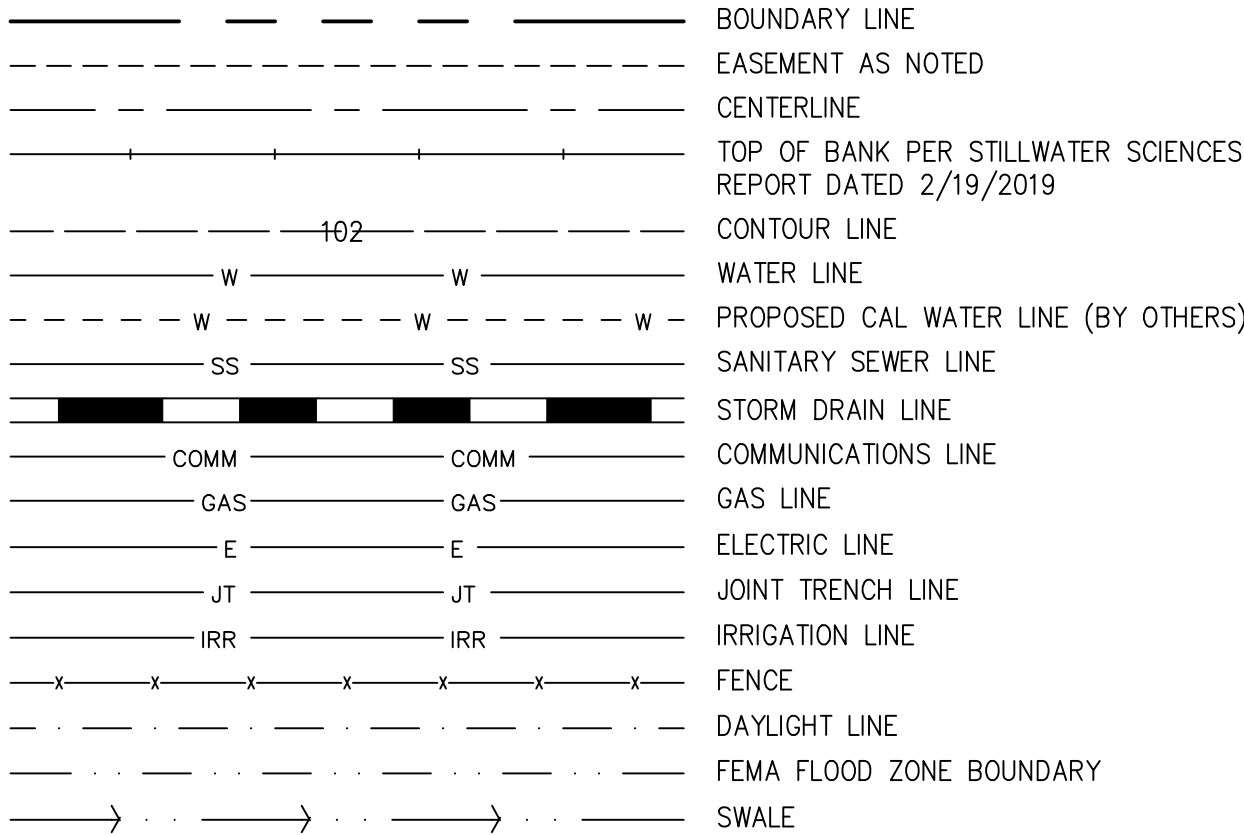 BOUNDARY LINE
EASEMENT AS NOTED
CENTERLINE
TOP OF BANK PER STILLWATER SCIENCES
REPORT DATED 2/19/2019
102 CONTOUR LINE
W W WATER LINE
W W W PROPOSED CAL WATER LINE (BY OTHERS)
SS SS SANITARY SEWER LINE
STORM DRAIN LINE
COMM COMM COMMUNICATIONS LINE
GAS GAS GAS LINE
E E ELECTRIC LINE
JT JT JOINT TRENCH LINE
IRR IRR IRRIGATION LINE
x x x x x x x FENCE
DAYLIGHT LINE
FEMA FLOOD ZONE BOUNDARY
SWALE